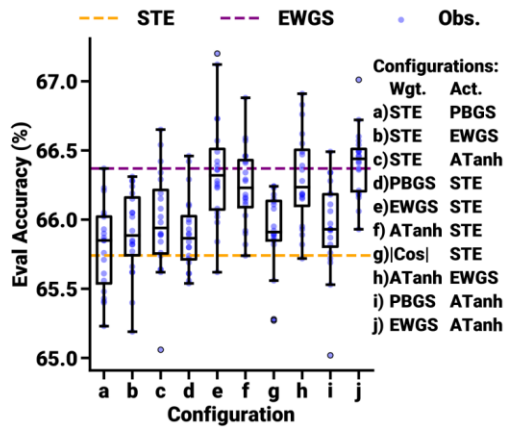 STE EWGS Obs.
Eval Accuracy (%)
67.0
66.5
66.0
65.5
65.0
a b c d e f g h i j
Configuration
Configurations:
Wgt. Act.
a)STE PBGS
b)STE EWGS
c)STE ATanh
d)PBGS STE
e)EWGS STE
f) ATanh STE
g)|Cos| STE
h)ATanh EWGS
i) PBGS ATanh
j) EWGS ATanh